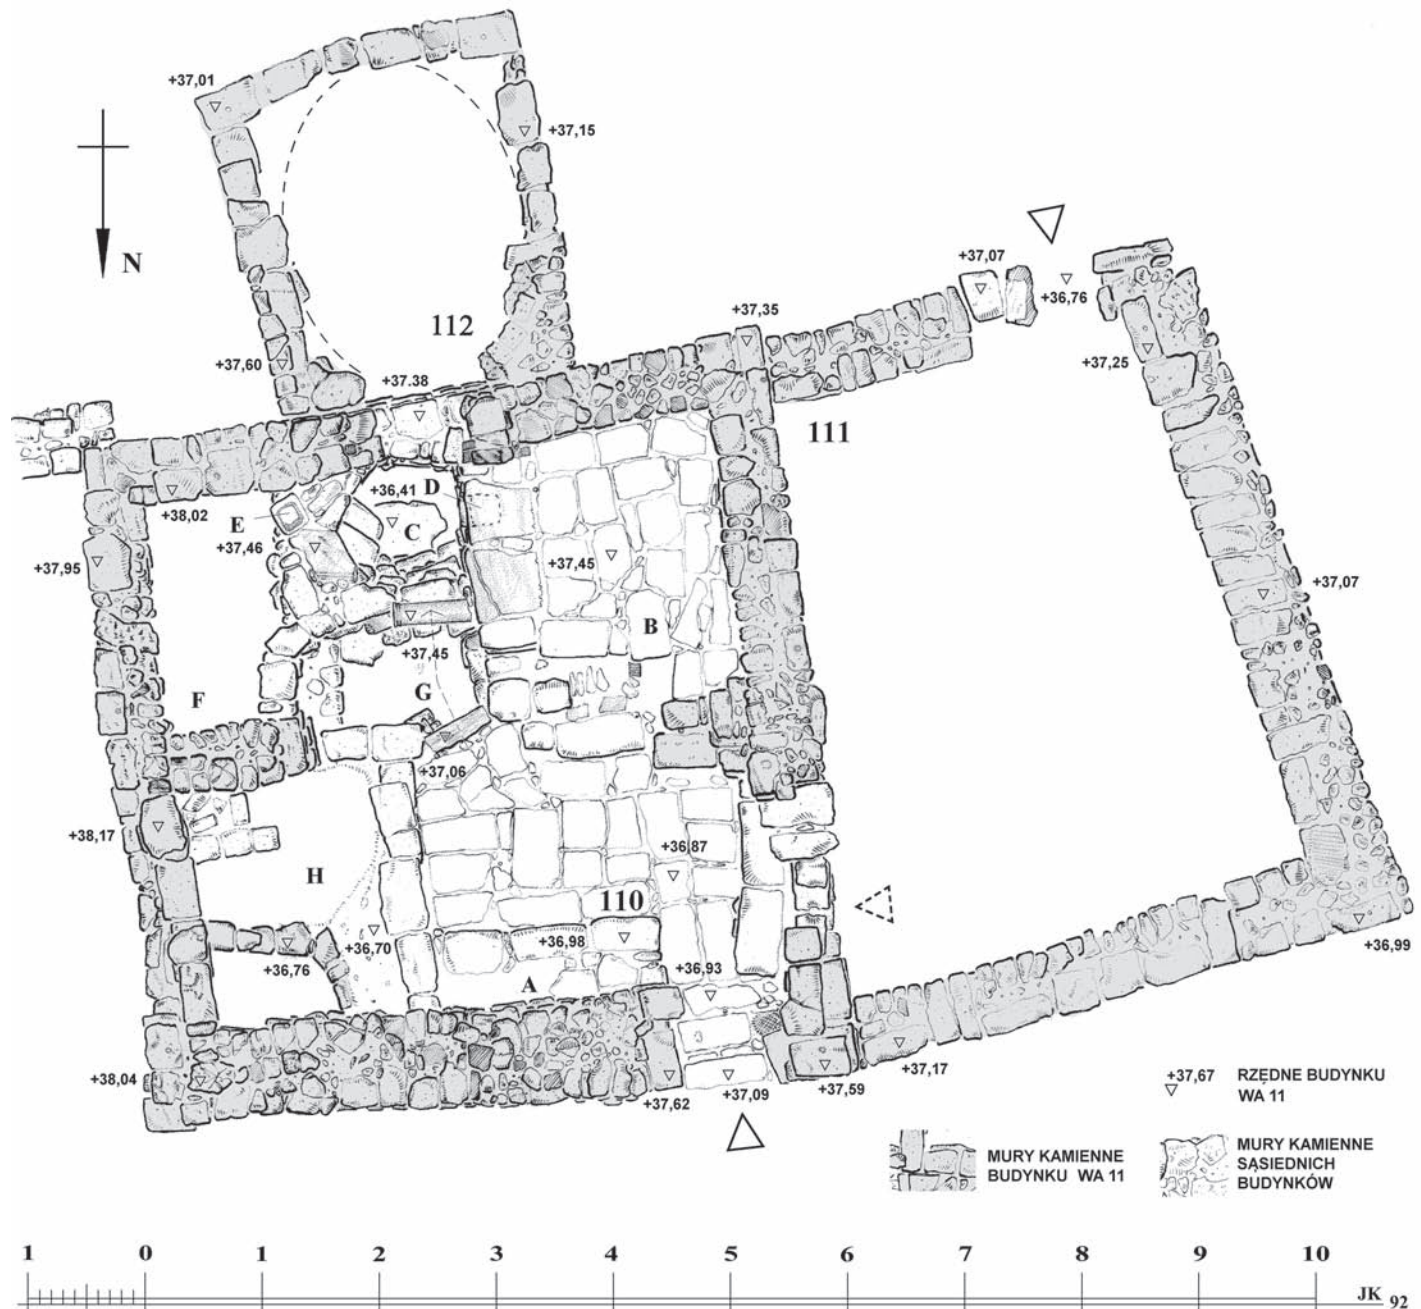 +37,01
+37,15
N
+37,07
+36,76
+37,35
112
+37,60
+37.38
+37,25
111
+36,41
D
+38,02
E
C
+37,46
+37,95
+37,45
+37,07
B
+37,45
F
G
+37,06
+38,17
+36,87
H
110
+36,70
+36,98
+36,76
+36,93
+36,99
A
+38,04
+37,62
+37,09
+37,59
+37,17
+37,67
RZĘDNE BUDYNKU
WA 11
MURY KAMIENNE
BUDYNKU WA 11
MURY KAMIENNE
SĄSIEDNICH
BUDYNKÓW
1 0 1 2 3 4 5 6 7 8 9 10
JK 92